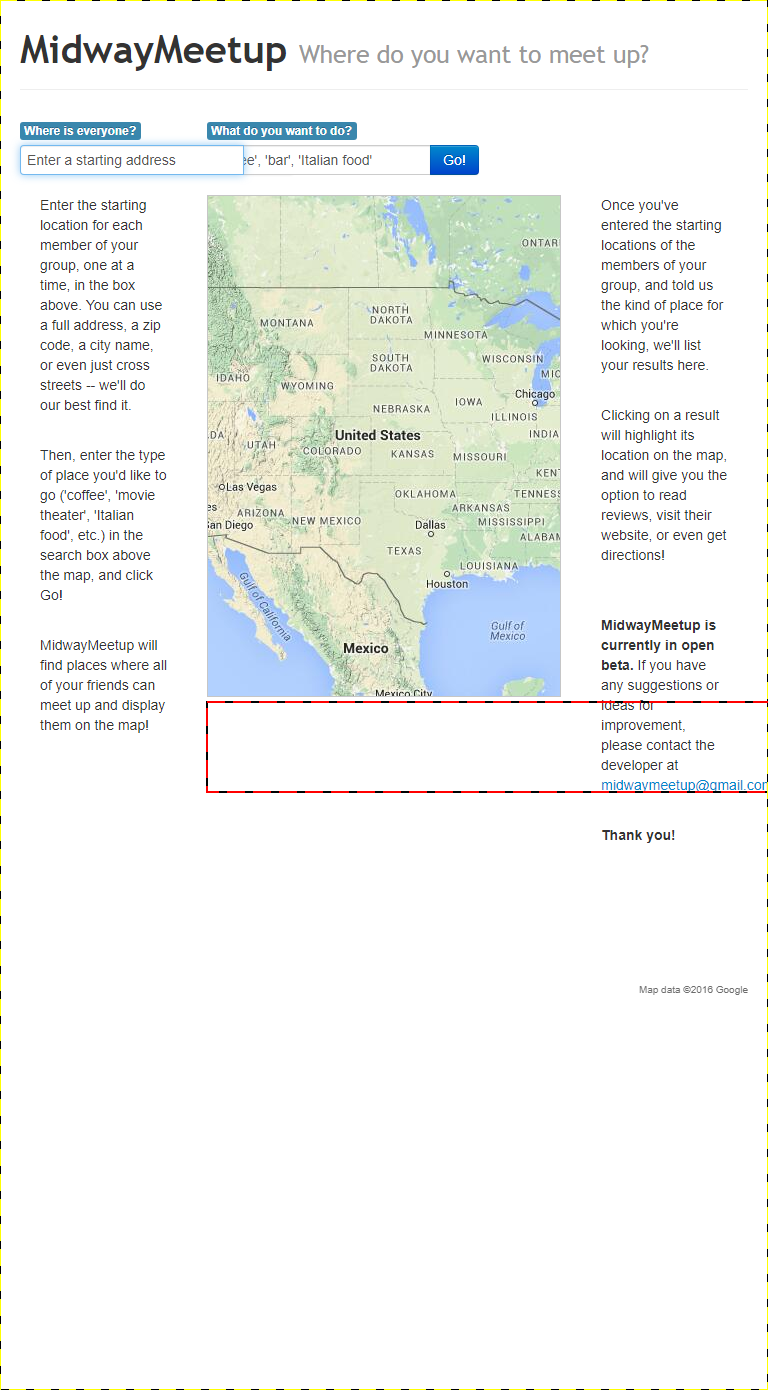 MidwayMeetup Where do you want to meet up?
Where is everyone?
What do you want to do?
Enter a starting address
'bar', 'Italian food'
Go!
Enter the starting
location for each
member of your
group, one at a
time, in the box
above. You can use
a full address, a zip
code, a city name,
or even just cross
streets -- we'll do
our best find it.
Then, enter the type
of place you'd like to
go ('coffee', 'movie
theater', 'Italian
food', etc.) in the
search box above
the map, and click
Go!
MidwayMeetup will
find places where all
of your friends can
meet up and display
them on the map!
ONTAR
NORTH
DAKOTA
MONTANA
MINNESOTA
SOUTH
DAKOTA
WISCONSIN
MIC
IDAHO
WYOMING
Chicago
NEBRASKA
IOWA
ILLINOIS
DA
United States
INDIA
UTAH
COLORADO
KANSAS
MISSOURI
KEN
Las Vegas
OKLAHOMA
TENNESS
ARKANSAS
es
ARIZONA
NEW MEXICO
MISSISSIPPI
San Diego
Dallas
ALABAM
TEXAS
LOUISIANA
Houston
Gulf of California
Gulf of
Mexico
Mexico
Mexico City
Once you've
entered the starting
locations of the
members of your
group, and told us
the kind of place for
which you're
looking, we'll list
your results here.
Clicking on a result
will highlight its
location on the map,
and will give you the
option to read
reviews, visit their
website, or even get
directions!
MidwayMeetup is
currently in open
beta. If you have
any suggestions or
ideas for
improvement,
please contact the
developer at
midwaymeetup@gmail.com
Thank you!
Map data ©2016 Google